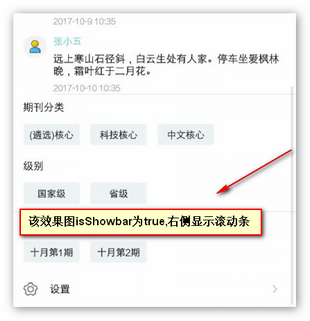 2017-10-9 10:35
张小五
远上寒山石径斜，白云生处有人家。停车坐爱枫林
晚，霜叶红于二月花。
2017-10-10 10:35
期刊分类
(遴选)核心 科技核心 中文核心
级别
国家级 省级
该效果图isShowbar为true,右侧显示滚动条
十月第1期 十月第2期
设置